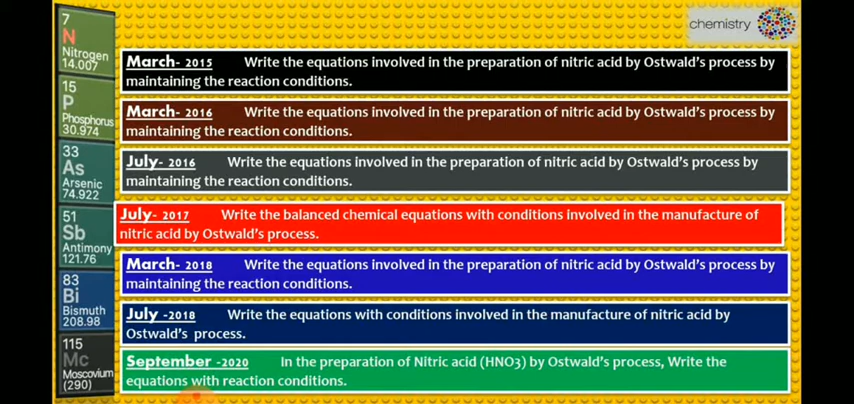 chemistry
7
N
Nitrogen
14.007
15
P
Phosphorus
30.974
33
As
Arsenic
74.922
51
Sb
Antimony
121.76
83
Bi
Bismuth
208.98
115
Mc
Moscovium
(290)
March- 2015 Write the equations involved in the preparation of nitric acid by Ostwald's process by
maintaining the reaction conditions.
March- 2016 Write the equations involved in the preparation of nitric acid by Ostwald's process by
maintaining the reaction conditions.
July- 2016 Write the equations involved in the preparation of nitric acid by Ostwald's process by
maintaining the reaction conditions.
July- 2017 Write the balanced chemical equations with conditions involved in the manufacture of
nitric acid by Ostwald's process.
March- 2018 Write the equations involved in the preparation of nitric acid by Ostwald's process by
maintaining the reaction conditions.
July -2018 Write the equations with conditions involved in the manufacture of nitric acid by
Ostwald's process.
September -2020 In the preparation of Nitric acid (HNO3) by Ostwald's process, Write the
equations with reaction conditions.